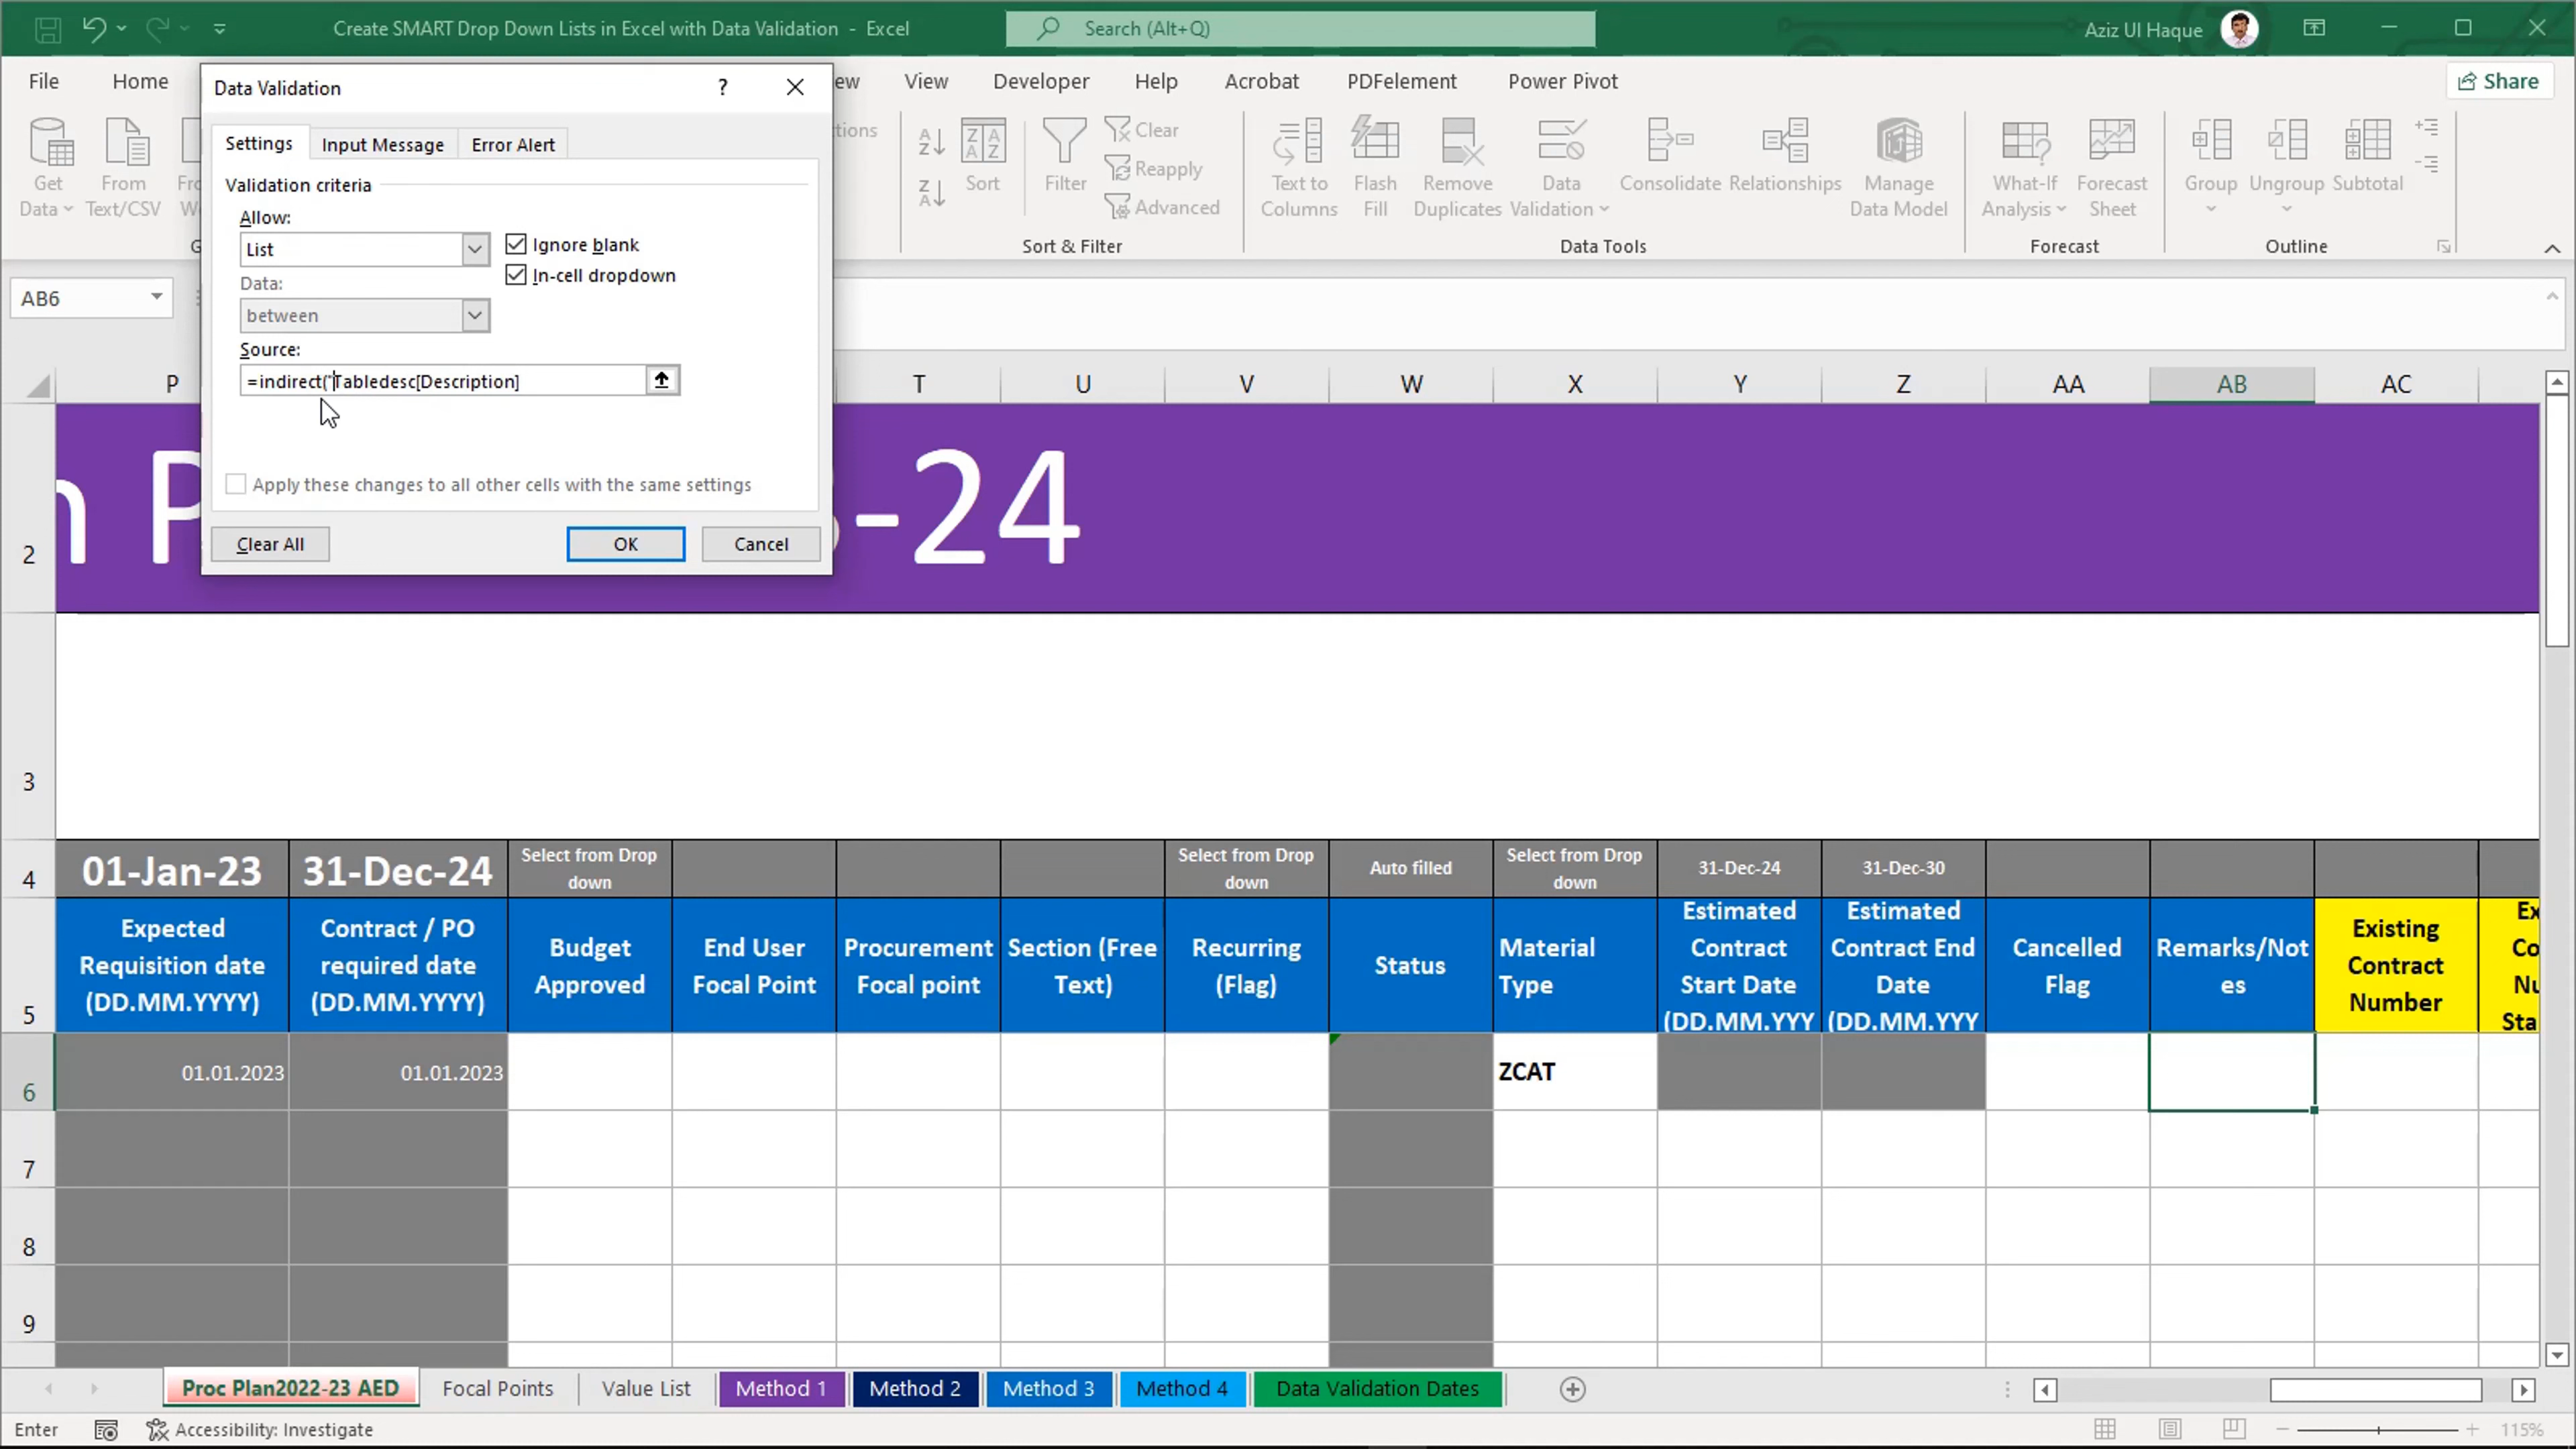 Create SMART Drop Down Lists in Excel with Data Validation - Excel
Search (Alt+Q)
Aziz Ul Haque
File
Home
View
Developer
Help
Acrobat
PDFelement
Power Pivot
Share
Data Validation
?
Settings
Input Message
Error Alert
Validation criteria
Allow:
List
Ignore blank
In-cell dropdown
Data:
between
Source:
=indirect("Tabledesc[Description]
Apply these changes to all other cells with the same settings
Clear All
OK
Cancel
Get
Data
From
Text/CSV
Clear
Reapply
Advanced
Sort
Filter
Sort & Filter
Text to
Columns
Flash
Fill
Remove
Duplicates
Data
Validation
Consolidate
Relationships
Manage
Data Model
Data Tools
What-If
Analysis
Forecast
Sheet
Forecast
Group
Ungroup
Subtotal
Outline
AB6
P T U V W X Y Z AA AB AC
-24
2
3
4
01-Jan-23
31-Dec-24
Select from Drop
down
Select from Drop
down
Auto filled
Select from Drop
down
31-Dec-24
31-Dec-30
5
Expected
Requisition date
(DD.MM.YYYY)
Contract / PO
required date
(DD.MM.YYYY)
Budget
Approved
End User
Focal Point
Procurement
Focal point
Section (Free
Text)
Recurring
(Flag)
Status
Material
Type
Estimated
Contract
Start Date
(DD.MM.YYY
Estimated
Contract End
Date
(DD.MM.YYY
Cancelled
Flag
Remarks/Not
es
Existing
Contract
Number
6
01.01.2023
01.01.2023
ZCAT
7
8
9
Proc Plan2022-23 AED
Focal Points
Value List
Method 1
Method 2
Method 3
Method 4
Data Validation Dates
Enter
Accessibility: Investigate
115%